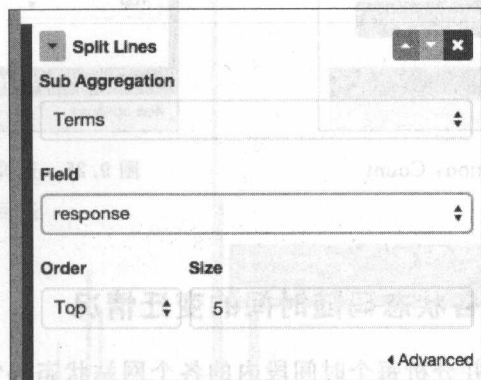 Split Lines
Sub Aggregation
Terms
Field
response
Order Size
Top 5
Advanced